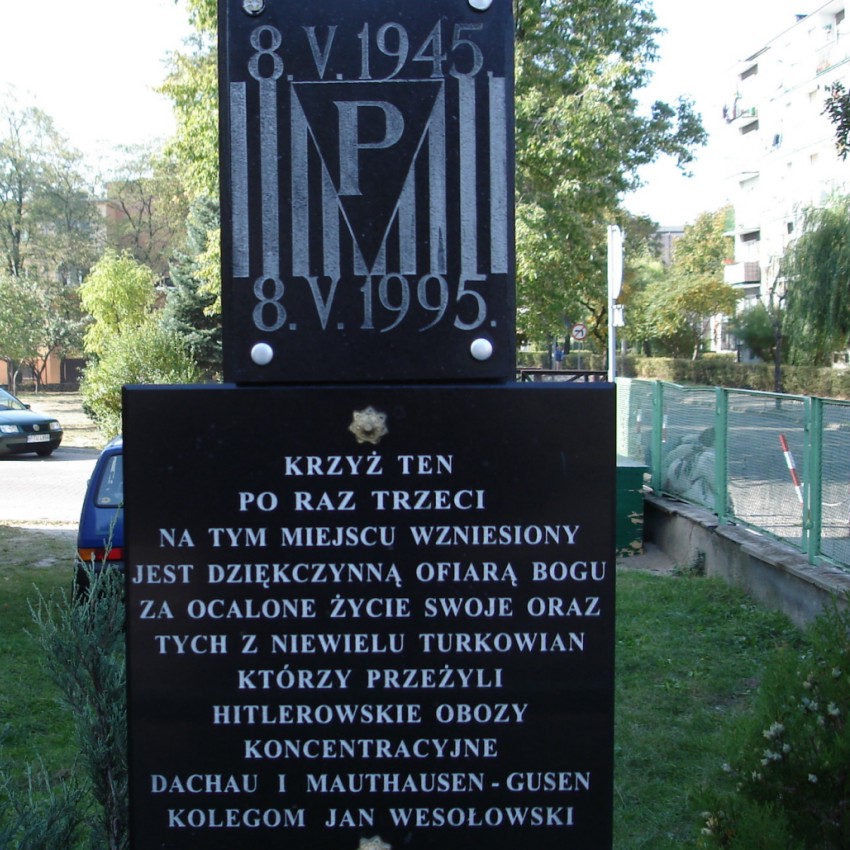 8.V.1945
P
8.V.1995.
KRZYŻ TEN
PO RAZ TRZECI
NA TYM MIEJSCU WZNIESIONY
JEST DZIĘKCZYNNĄ OFIARĄ BOGU
ZA OCALONE ŻYCIE SWOJE ORAZ
TYCH Z NIEWIELU TURKOWIAN
KTÓRZY PRZEŻYLI
HITLEROWSKIE OBOZY
KONCENTRACYJNE
DACHAU I MAUTHAUSEN - GUSEN
KOLEGOM JAN WESOŁOWSKI